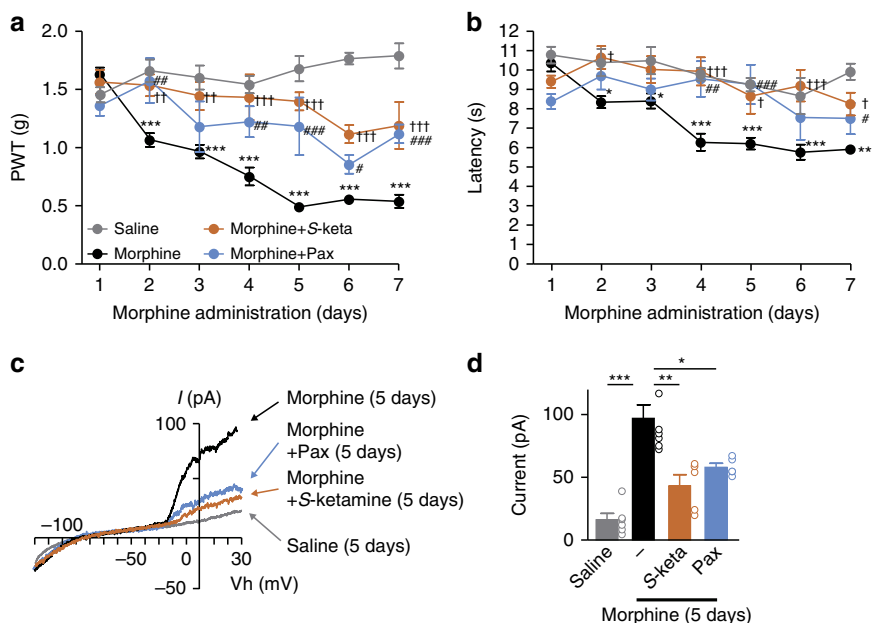 a
2.0
1.5
1.0
0.5
0
PWT (g)
## †† *** †† *** ††† ## *** ††† ### *** ††† # *** ††† ### ***
Saline
Morphine
Morphine+S-keta
Morphine+Pax
1 2 3 4 5 6 7
Morphine administration (days)
b
12
11
10
9
8
7
6
5
4
3
2
1
0
Latency (s)
† * * ††† ## *** ### † *** ††† *** † # **
1 2 3 4 5 6 7
Morphine administration (days)
c
I (pA)
100
Morphine (5 days)
Morphine
+Pax (5 days)
Morphine
+S-ketamine (5 days)
Saline (5 days)
−100
−50 0 30
Vh (mV)
−50
d
*
*** **
100
50
0
Current (pA)
Saline
–
S-keta
Pax
Morphine (5 days)